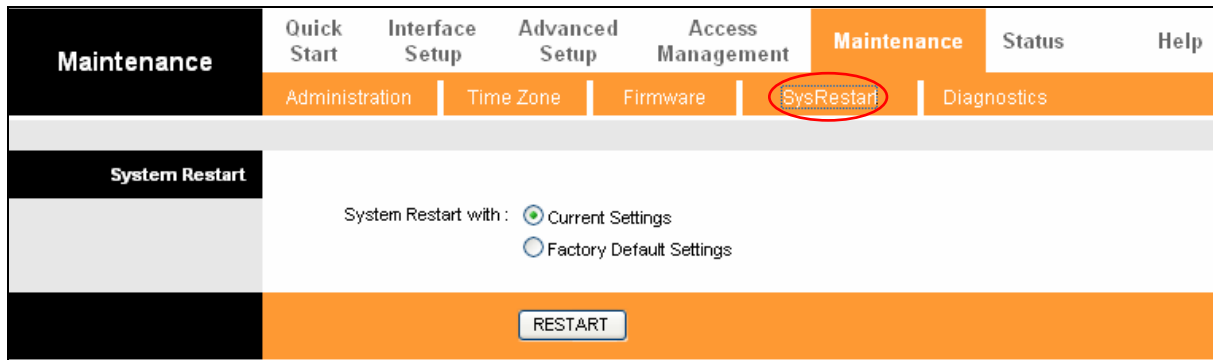 Maintenance
Quick Start
Interface Setup
Advanced Setup
Access Management
Maintenance
Status
Help
Administration
Time Zone
Firmware
SysRestart
Diagnostics
System Restart
System Restart with :
Current Settings
Factory Default Settings
RESTART